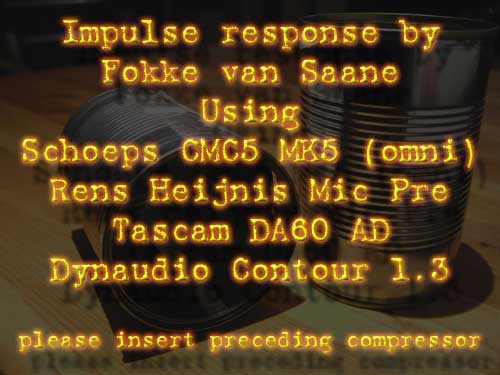 Impulse response by
Fokke van Saane
Using
Schoeps CMC5 MK5 (omni)
Rens Heijnis Mic Pre
Tascam DA60 AD
Dynaudio Contour 1.3
please insert preceding compressor